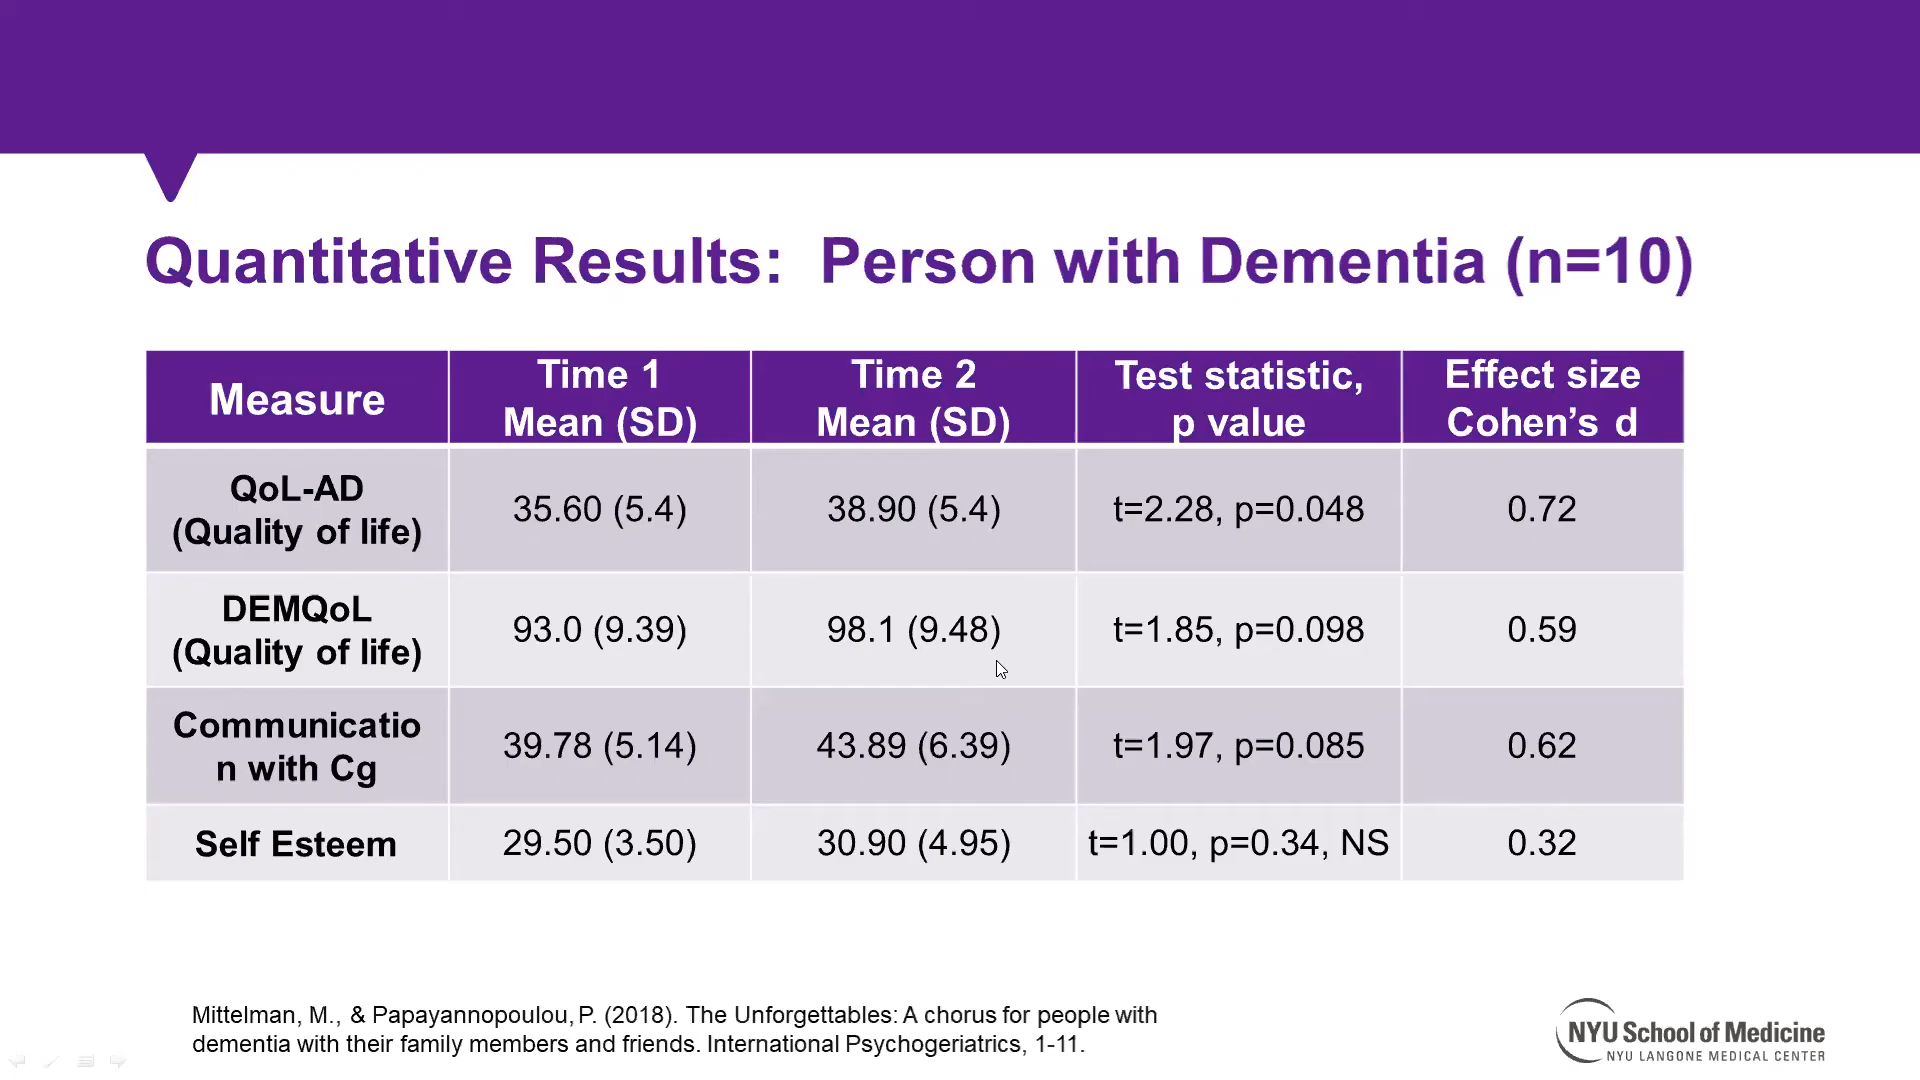 Quantitative Results: Person with Dementia (n=10)
Measure
Time 1
Mean (SD)
Time 2
Mean (SD)
Test statistic,
p value
Effect size
Cohen’s d
QoL-AD
(Quality of life)
35.60 (5.4)
38.90 (5.4)
t=2.28, p=0.048
0.72
DEMQoL
(Quality of life)
93.0 (9.39)
98.1 (9.48)
t=1.85, p=0.098
0.59
Communicatio
n with Cg
39.78 (5.14)
43.89 (6.39)
t=1.97, p=0.085
0.62
Self Esteem
29.50 (3.50)
30.90 (4.95)
t=1.00, p=0.34, NS
0.32
Mittelman, M., & Papayannopoulou, P. (2018). The Unforgettables: A chorus for people with
dementia with their family members and friends. International Psychogeriatrics, 1-11.
NYU School of Medicine
NYU LANGONE MEDICAL CENTER